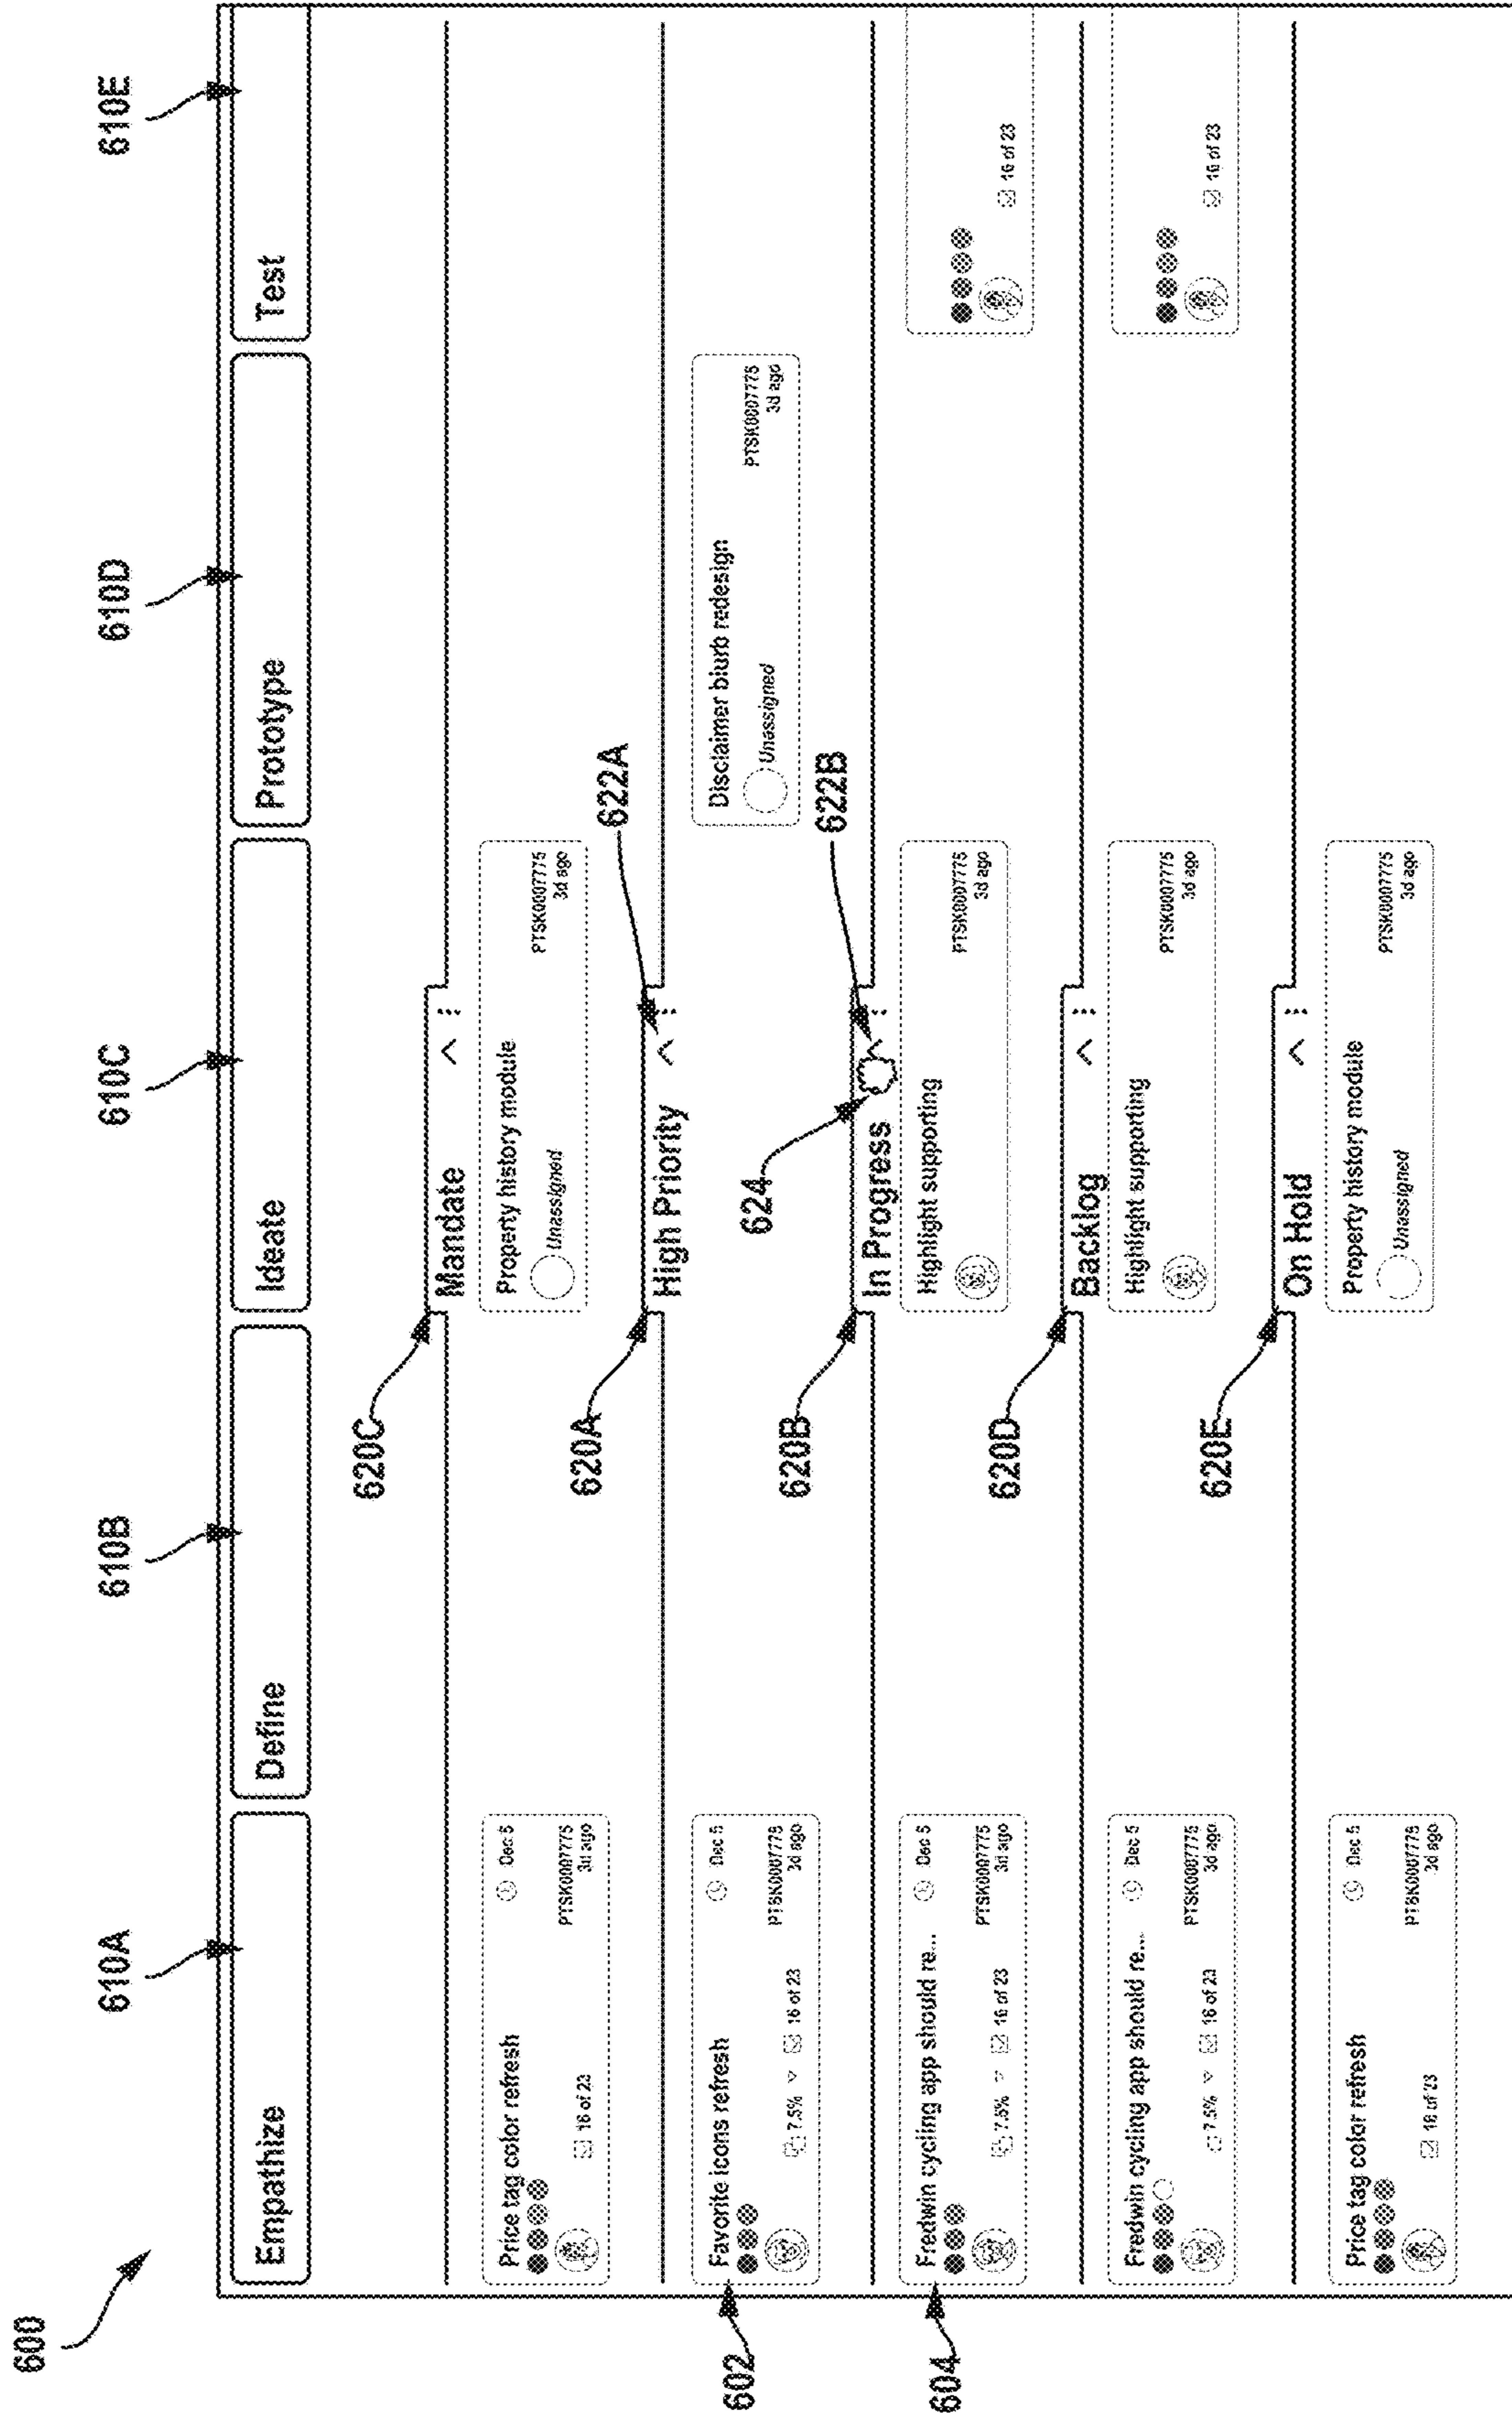 600
610A
610B
610C
610D
610E
Empathize
Define
Ideate
Prototype
Test
620C
Mandate
Price tag color refresh
Dec 5
16 of 23
PTSK0007775
3d ago
Property history module
Unassigned
PTSK0007775
3d ago
620A
High Priority
622A
602
Favorite icons refresh
Dec 5
7.5%
16 of 23
PTSK0007775
3d ago
Disclaimer blurb redesign
Unassigned
PTSK0007775
3d ago
620B
In Progress
624
622B
604
Fredwin cycling app should re...
Dec 5
7.5%
16 of 23
PTSK0007775
3d ago
Highlight supporting
PTSK0007775
3d ago
16 of 23
620D
Backlog
Fredwin cycling app should re...
Dec 5
7.5%
16 of 23
PTSK0007775
3d ago
Highlight supporting
PTSK0007775
3d ago
16 of 23
620E
On Hold
Price tag color refresh
Dec 5
16 of 23
PTSK0007775
3d ago
Property history module
Unassigned
PTSK0007775
3d ago